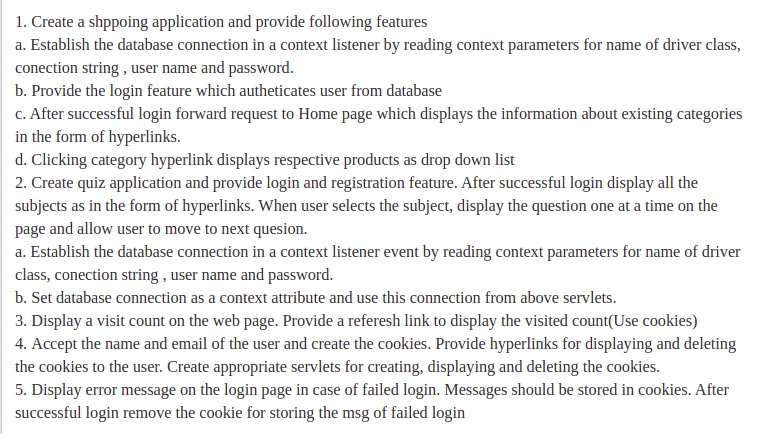 1. Create a shppoing application and provide following features
a. Establish the database connection in a context listener by reading context parameters for name of driver class,
conection string , user name and password.
b. Provide the login feature which autheticates user from database
c. After successful login forward request to Home page which displays the information about existing categories
in the form of hyperlinks.
d. Clicking category hyperlink displays respective products as drop down list
2. Create quiz application and provide login and registration feature. After successful login display all the
subjects as in the form of hyperlinks. When user selects the subject, display the question one at a time on the
page and allow user to move to next quesion.
a. Establish the database connection in a context listener event by reading context parameters for name of driver
class, conection string , user name and password.
b. Set database connection as a context attribute and use this connection from above servlets.
3. Display a visit count on the web page. Provide a referesh link to display the visited count(Use cookies)
4. Accept the name and email of the user and create the cookies. Provide hyperlinks for displaying and deleting
the cookies to the user. Create appropriate servlets for creating, displaying and deleting the cookies.
5. Display error message on the login page in case of failed login. Messages should be stored in cookies. After
successful login remove the cookie for storing the msg of failed login